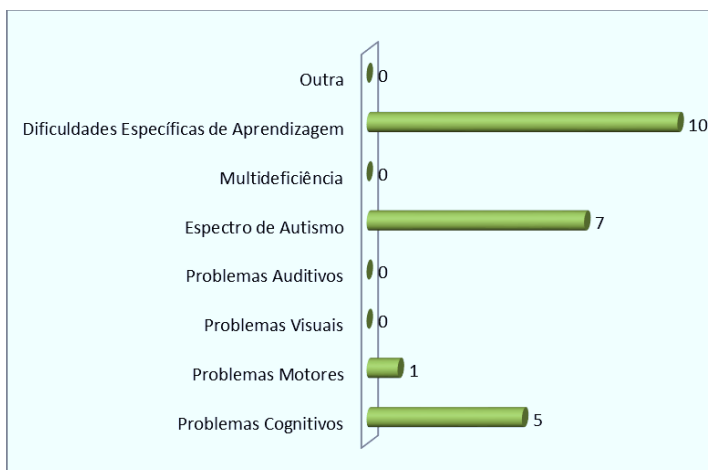 Outra 0
Dificuldades Específicas de Aprendizagem 10
Multideficiência 0
Espectro de Autismo 7
Problemas Auditivos 0
Problemas Visuais 0
Problemas Motores 1
Problemas Cognitivos 5